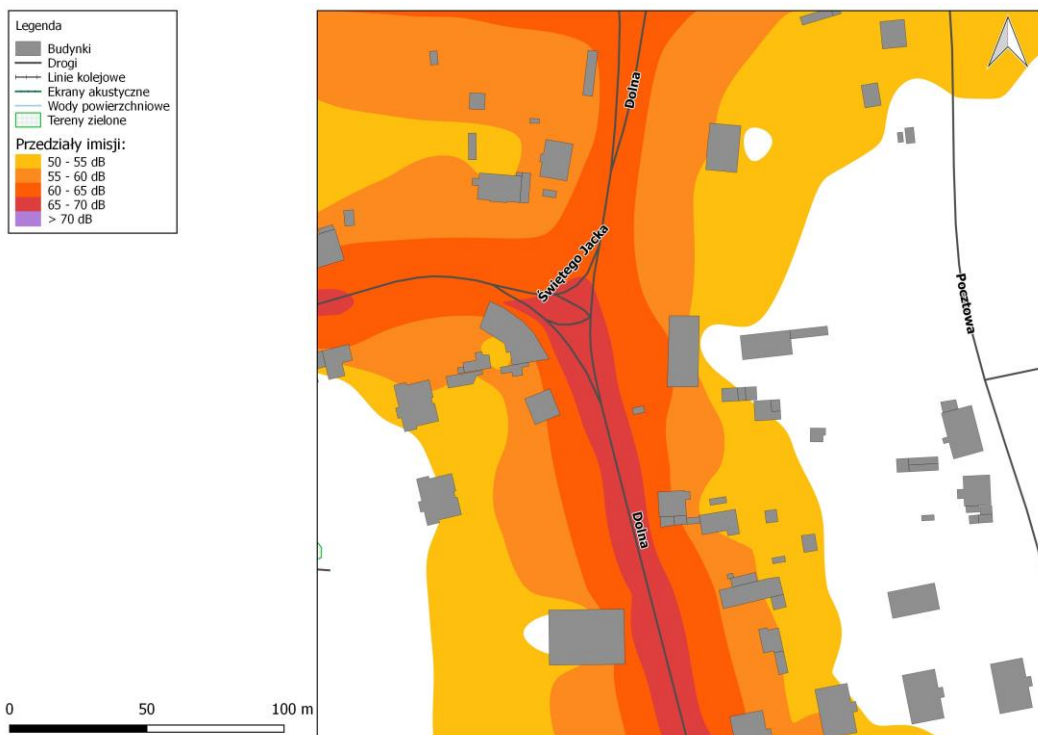 Legenda
Budynki
Drogi
Linie kolejowe
Ekrany akustyczne
Wody powierzchniowe
Tereny zielone
Przedziały imisji:
50 - 55 dB
55 - 60 dB
60 - 65 dB
65 - 70 dB
> 70 dB
Dolna
Świętego Jacka
Pocztowa
Dolna
0 50 100 m